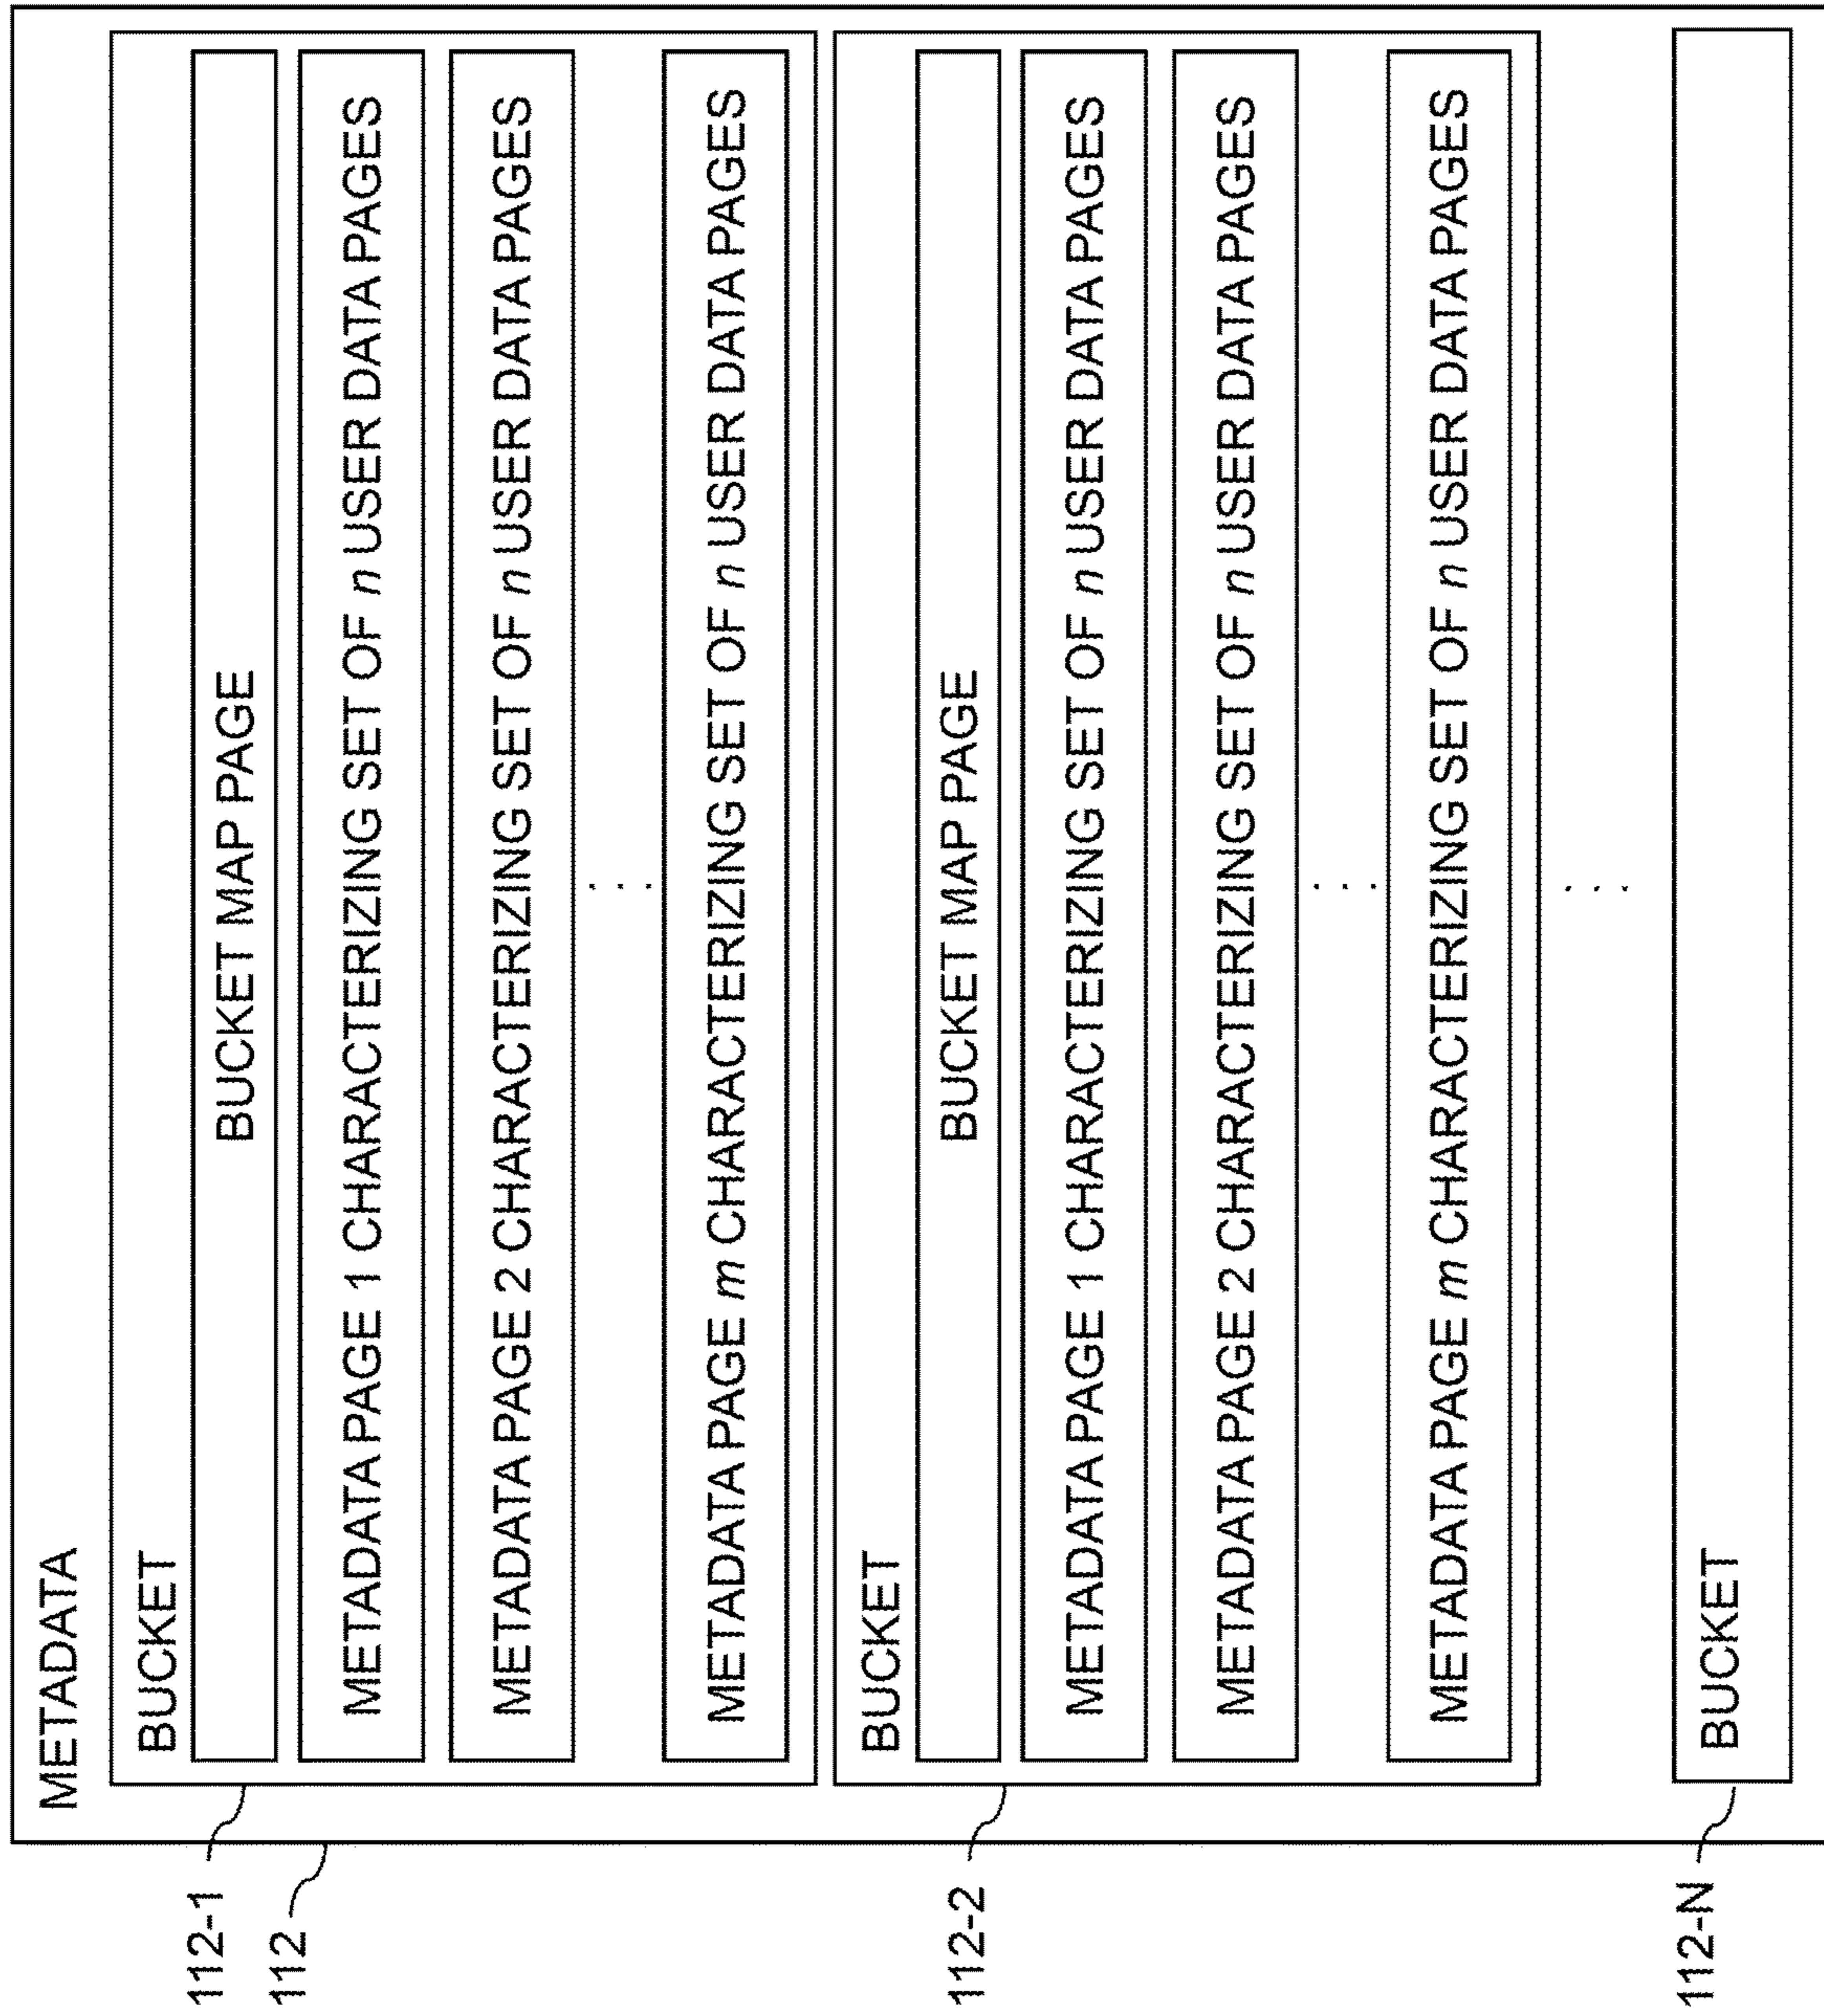 METADATA
BUCKET
BUCKET MAP PAGE
METADATA PAGE 1 CHARACTERIZING SET OF n USER DATA PAGES
METADATA PAGE 2 CHARACTERIZING SET OF n USER DATA PAGES
. . .
METADATA PAGE m CHARACTERIZING SET OF n USER DATA PAGES
112-1
112
BUCKET
BUCKET MAP PAGE
METADATA PAGE 1 CHARACTERIZING SET OF n USER DATA PAGES
METADATA PAGE 2 CHARACTERIZING SET OF n USER DATA PAGES
. . .
METADATA PAGE m CHARACTERIZING SET OF n USER DATA PAGES
112-2
. . .
BUCKET
112-N